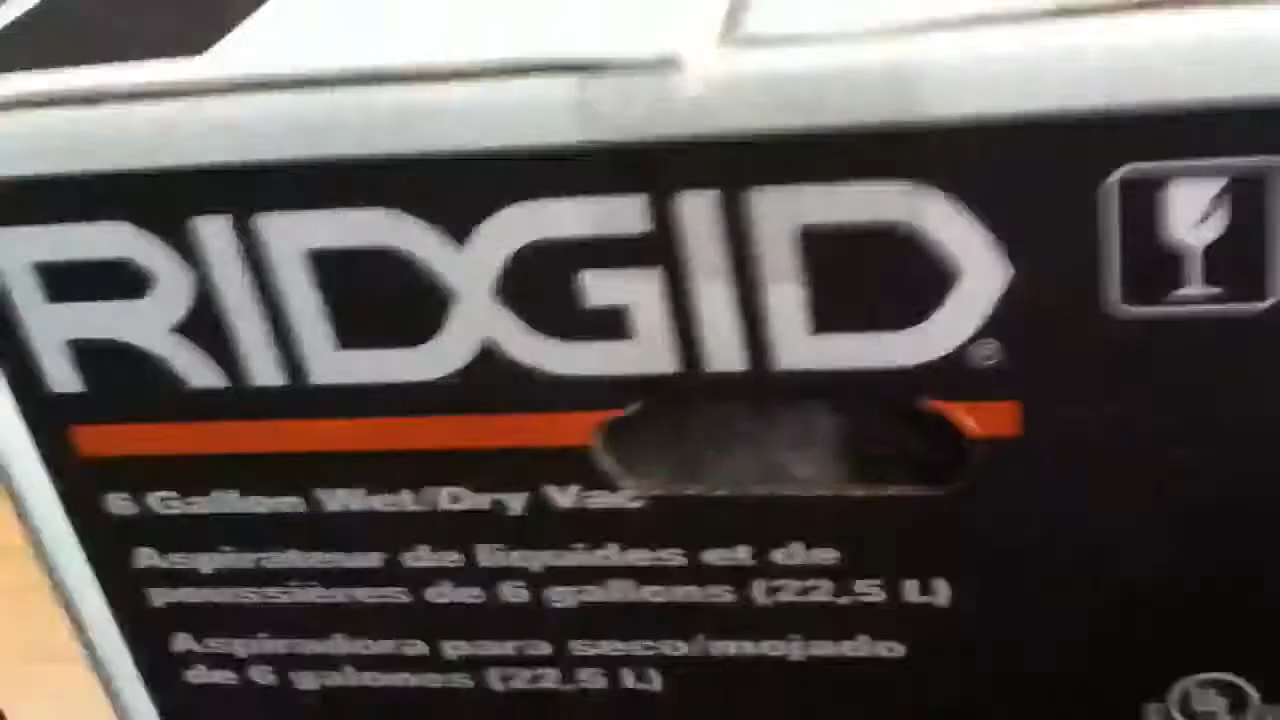 RIDGID®
6 Gallon Wet/Dry Vac
Aspirateur de liquides et de
poussières de 6 gallons (22,5 L)
Aspiradora para seco/mojado
de 6 galones (22,5 L)